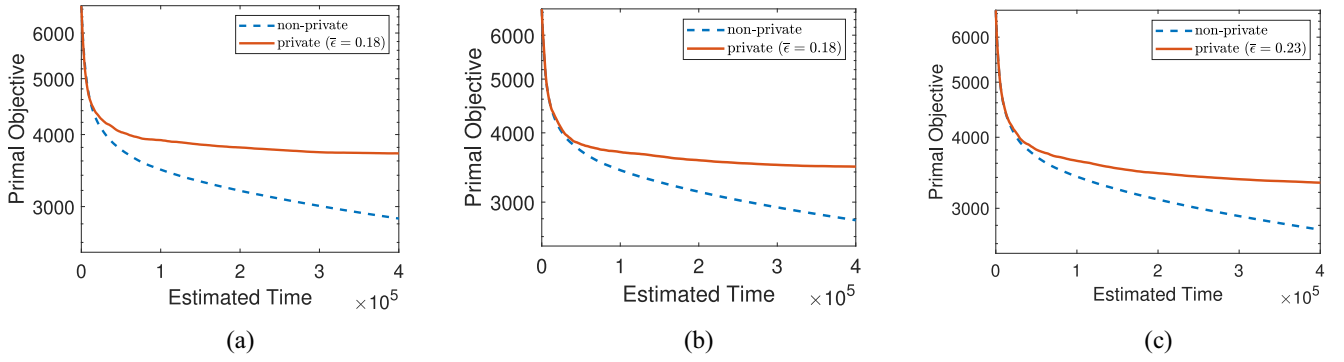 6000
5000
4000
3000
Primal Objective
non-private
private (ε̄ = 0.18)
0 1 2 3 4
Estimated Time ×10^5
(a)
6000
5000
4000
3000
Primal Objective
non-private
private (ε̄ = 0.18)
0 1 2 3 4
Estimated Time ×10^5
(b)
6000
5000
4000
3000
Primal Objective
non-private
private (ε̄ = 0.23)
0 1 2 3 4
Estimated Time ×10^5
(c)